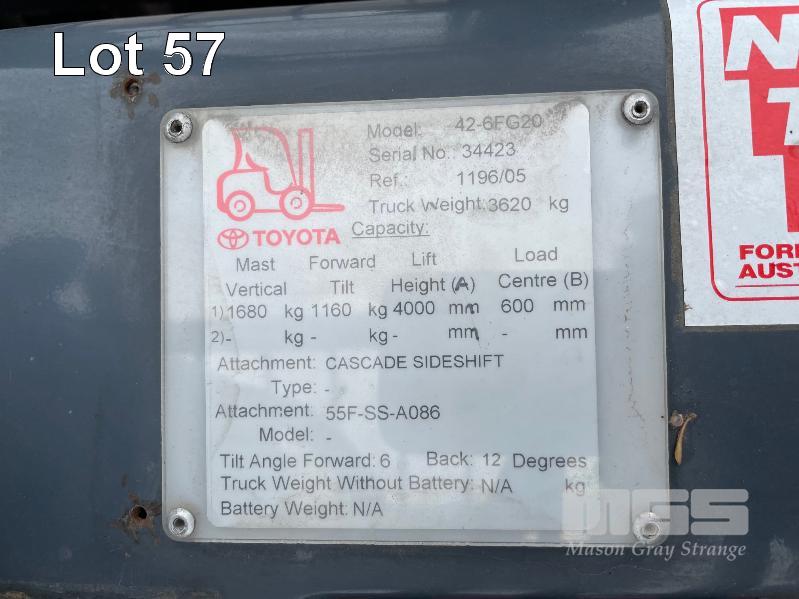 Lot 57
Model: 42-6FG20
Serial No.: 34423
Ref.: 1196/05
Truck Weight: 3620 kg
TOYOTA
Capacity:
Mast Forward Lift Load
Vertical Tilt Height (A) Centre (B)
1) 1680 kg 1160 kg 4000 mm 600 mm
2) - kg - kg - mm - mm
Attachment: CASCADE SIDESHIFT
Type: -
Attachment: 55F-SS-A086
Model: -
Tilt Angle Forward: 6 Back: 12 Degrees
Truck Weight Without Battery: N/A kg
Battery Weight: N/A
MGS
Mason Gray Strange